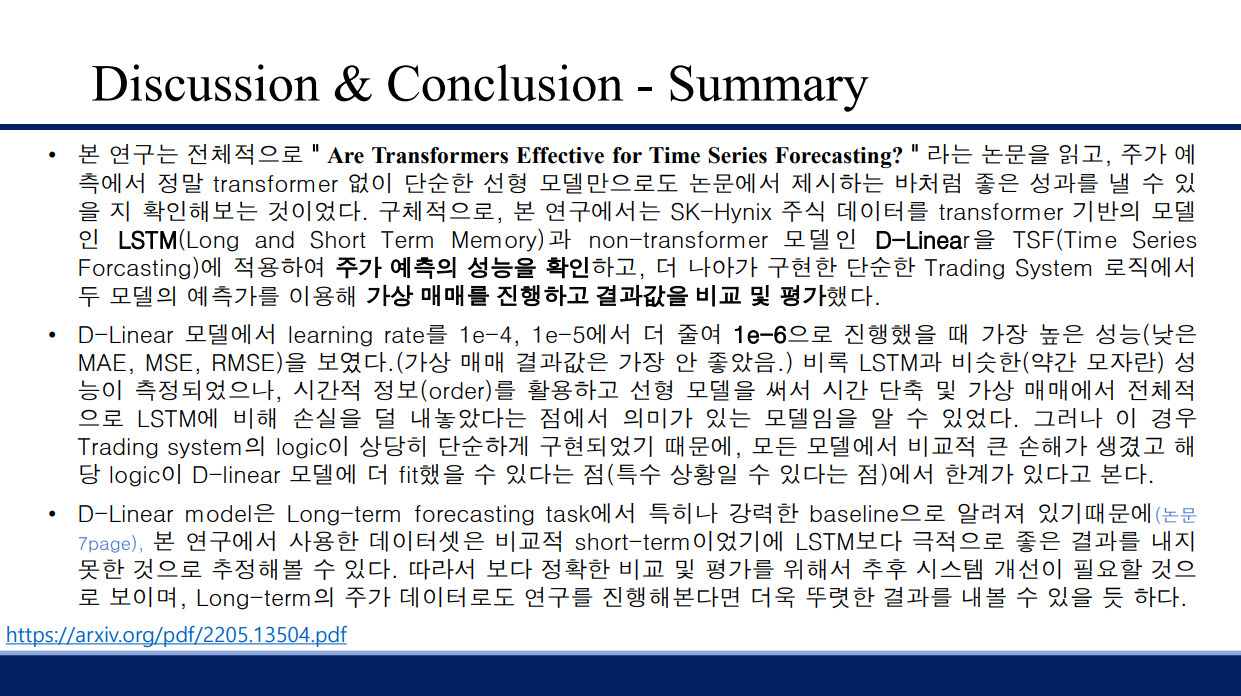 Discussion & Conclusion - Summary
• 본 연구는 전체적으로 " Are Transformers Effective for Time Series Forecasting? " 라는 논문을 읽고, 주가 예
측에서 정말 transformer 없이 단순한 선형 모델만으로도 논문에서 제시하는 바처럼 좋은 성과를 낼 수 있
을 지 확인해보는 것이었다. 구체적으로, 본 연구에서는 SK-Hynix 주식 데이터를 transformer 기반의 모델
인 LSTM(Long and Short Term Memory)과 non-transformer 모델인 D-Linear을 TSF(Time Series
Forcasting)에 적용하여 주가 예측의 성능을 확인하고, 더 나아가 구현한 단순한 Trading System 로직에서
두 모델의 예측가를 이용해 가상 매매를 진행하고 결과값을 비교 및 평가했다.
• D-Linear 모델에서 learning rate를 1e-4, 1e-5에서 더 줄여 1e-6으로 진행했을 때 가장 높은 성능(낮은
MAE, MSE, RMSE)을 보였다.(가상 매매 결과값은 가장 안 좋았음.) 비록 LSTM과 비슷한(약간 모자란) 성
능이 측정되었으나, 시간적 정보(order)를 활용하고 선형 모델을 써서 시간 단축 및 가상 매매에서 전체적
으로 LSTM에 비해 손실을 덜 내놓았다는 점에서 의미가 있는 모델임을 알 수 있었다. 그러나 이 경우
Trading system의 logic이 상당히 단순하게 구현되었기 때문에, 모든 모델에서 비교적 큰 손해가 생겼고 해
당 logic이 D-linear 모델에 더 fit했을 수 있다는 점(특수 상황일 수 있다는 점)에서 한계가 있다고 본다.
• D-Linear model은 Long-term forecasting task에서 특히나 강력한 baseline으로 알려져 있기때문에(논문
7page), 본 연구에서 사용한 데이터셋은 비교적 short-term이었기에 LSTM보다 극적으로 좋은 결과를 내지
못한 것으로 추정해볼 수 있다. 따라서 보다 정확한 비교 및 평가를 위해서 추후 시스템 개선이 필요할 것으
로 보이며, Long-term의 주가 데이터로도 연구를 진행해본다면 더욱 뚜렷한 결과를 내볼 수 있을 듯 하다.
https://arxiv.org/pdf/2205.13504.pdf